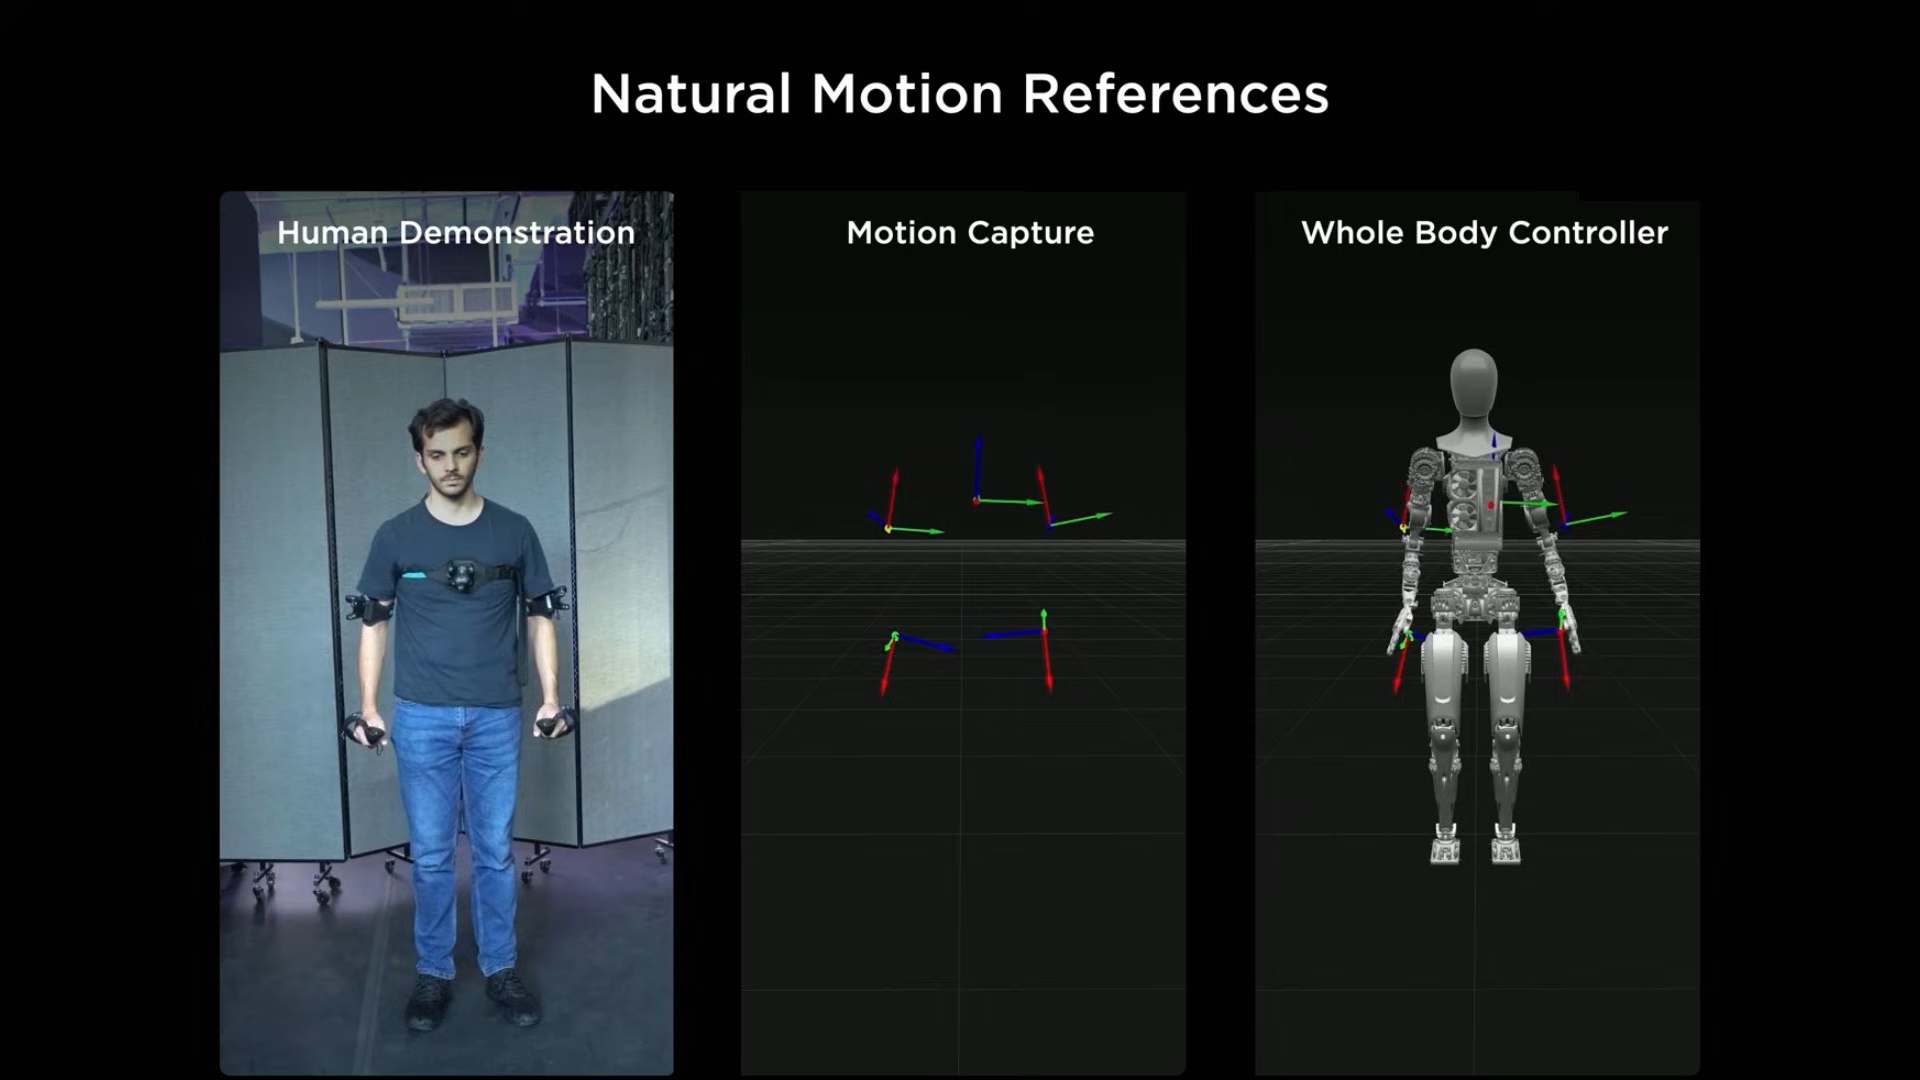 Natural Motion References
Human Demonstration
Motion Capture
Whole Body Controller